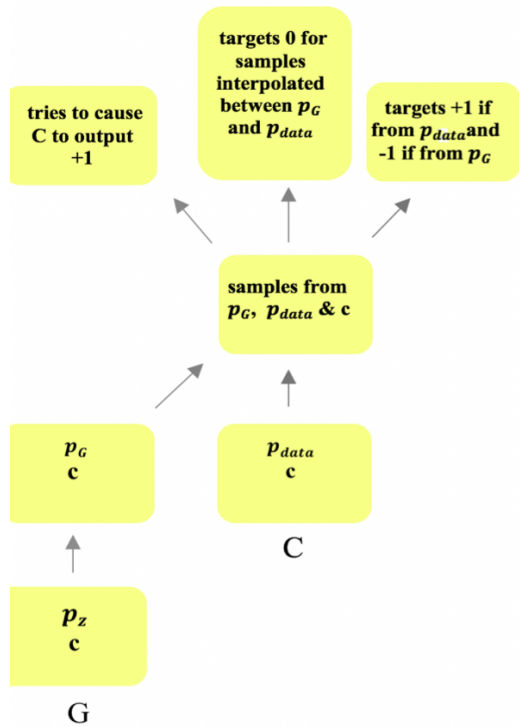 targets 0 for
samples
interpolated
between p_G
and p_data
tries to cause
C to output
+1
targets +1 if
from p_data and
-1 if from p_G
samples from
p_G, p_data & c
p_G
c
p_data
c
C
p_z
c
G